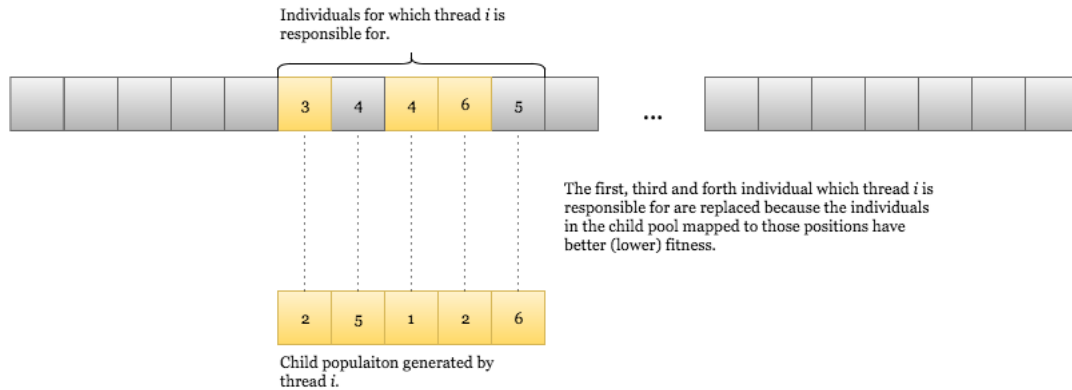 Individuals for which thread i is
responsible for.
3 4 4 6 5
...
The first, third and forth individual which thread i is
responsible for are replaced because the individuals
in the child pool mapped to those positions have
better (lower) fitness.
2 5 1 2 6
Child populaiton generated by
thread i.